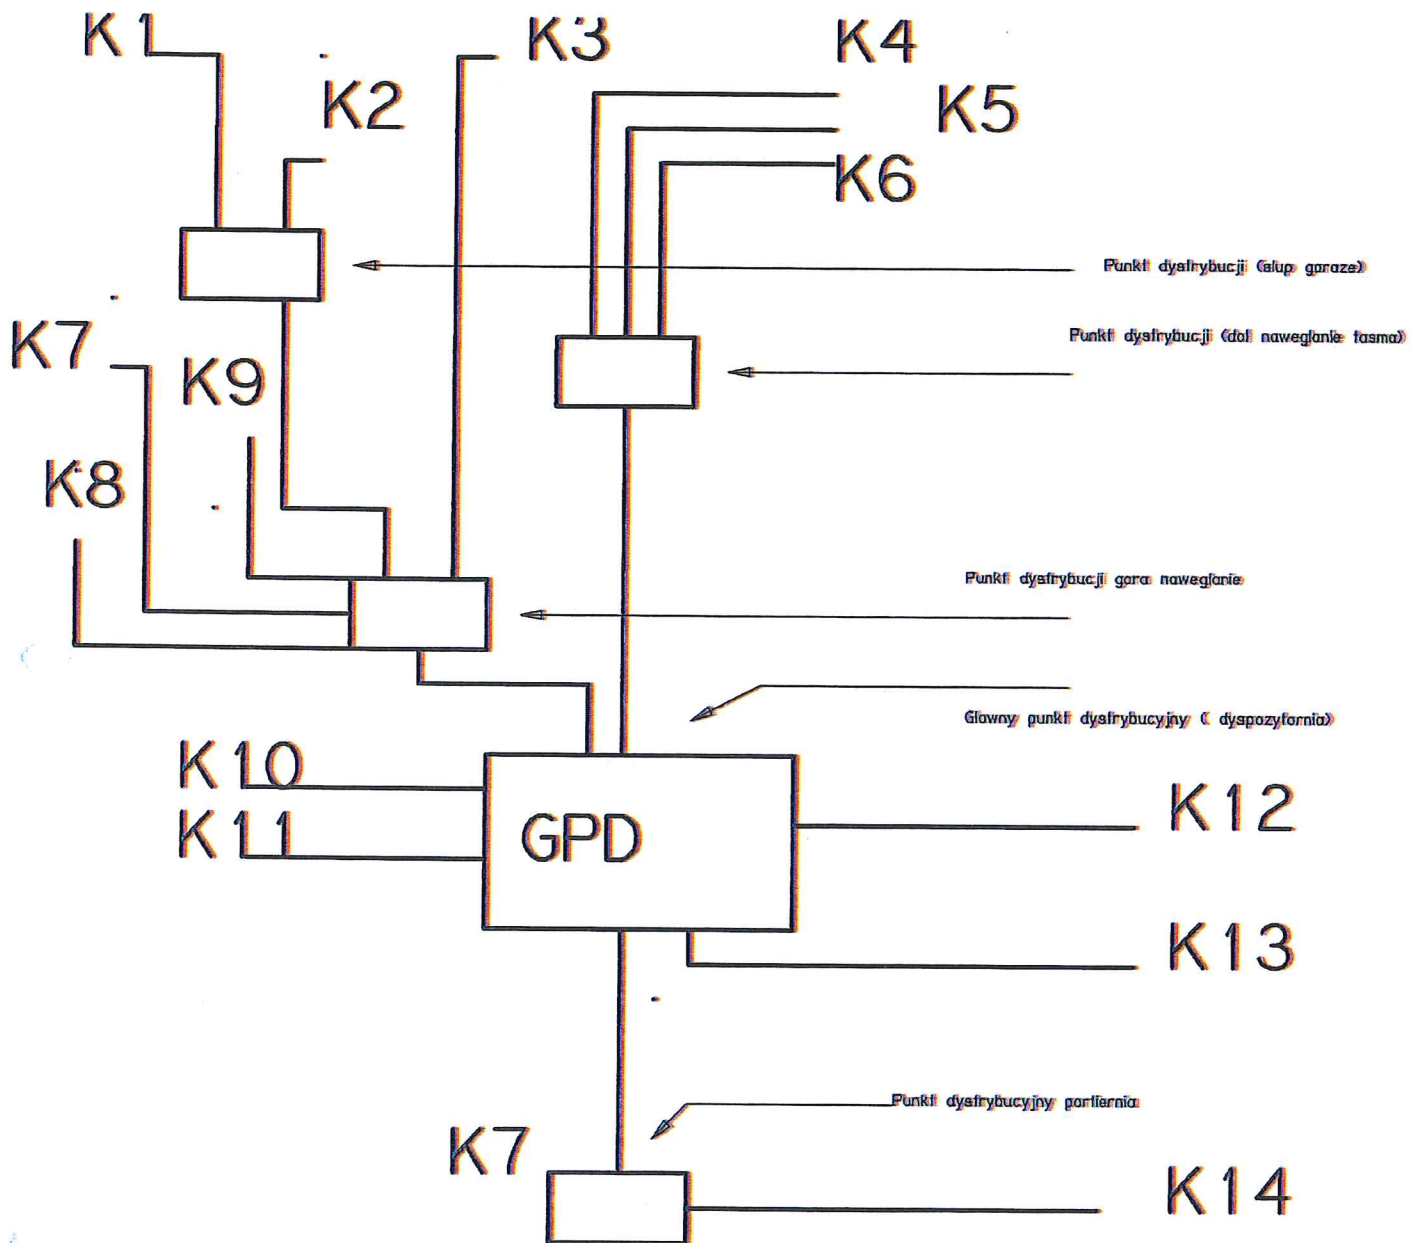 K1
K3
K4
K2
K5
K6
Punkt dystrybucji (slup garaze)
Punkt dystrybucji (dol naweglanie tasma)
K7
K9
K8
Punkt dystrybucji gora naweglanie
Glowny punkt dystrybucyjny ( dyspozytornia)
K10
K11
GPD
K12
K13
Punkt dystrybucyjny portiernia
K7
K14